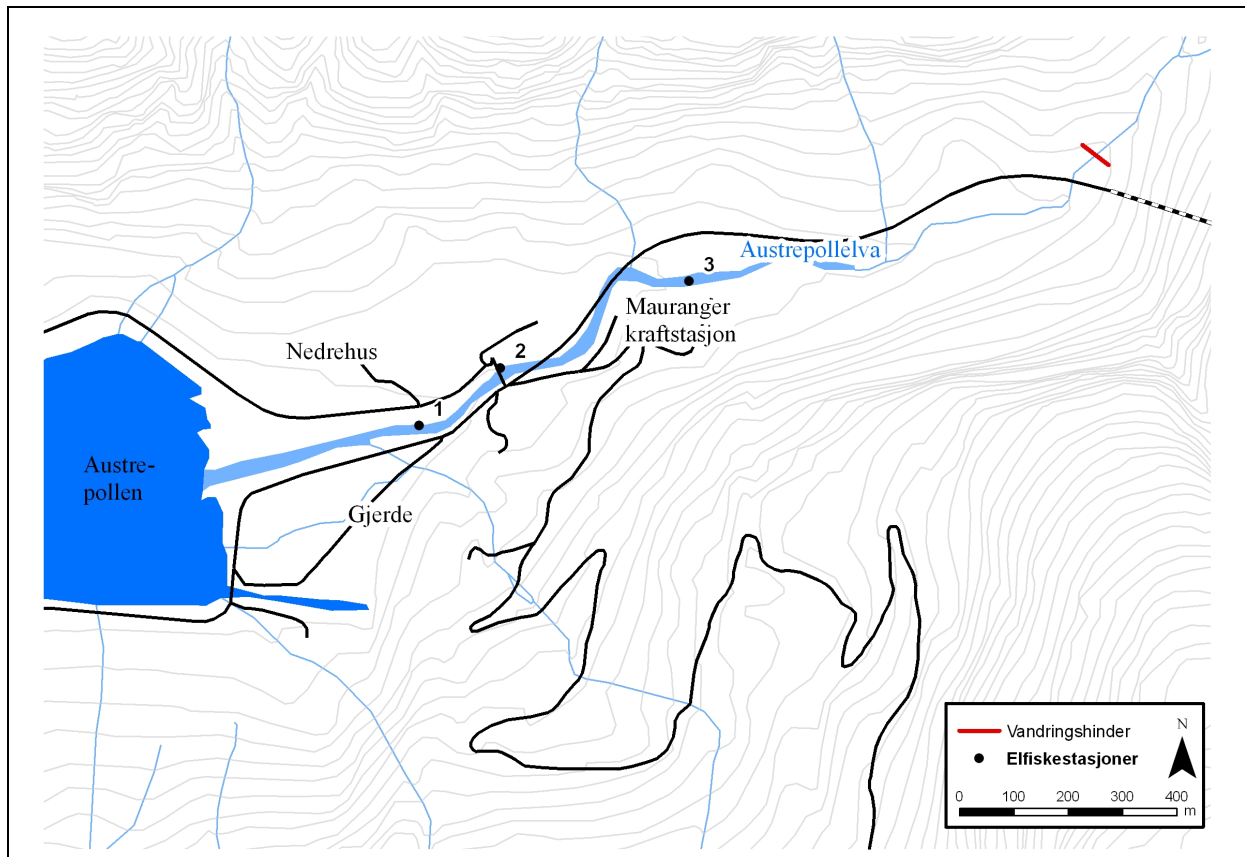 3
Austrepollelva
Mauranger
kraftstasjon
Nedrehus
2
1
Austre-
pollen
Gjerde
Vandringshinder
N
Elfiskestasjoner
0 100 200 300 400
m